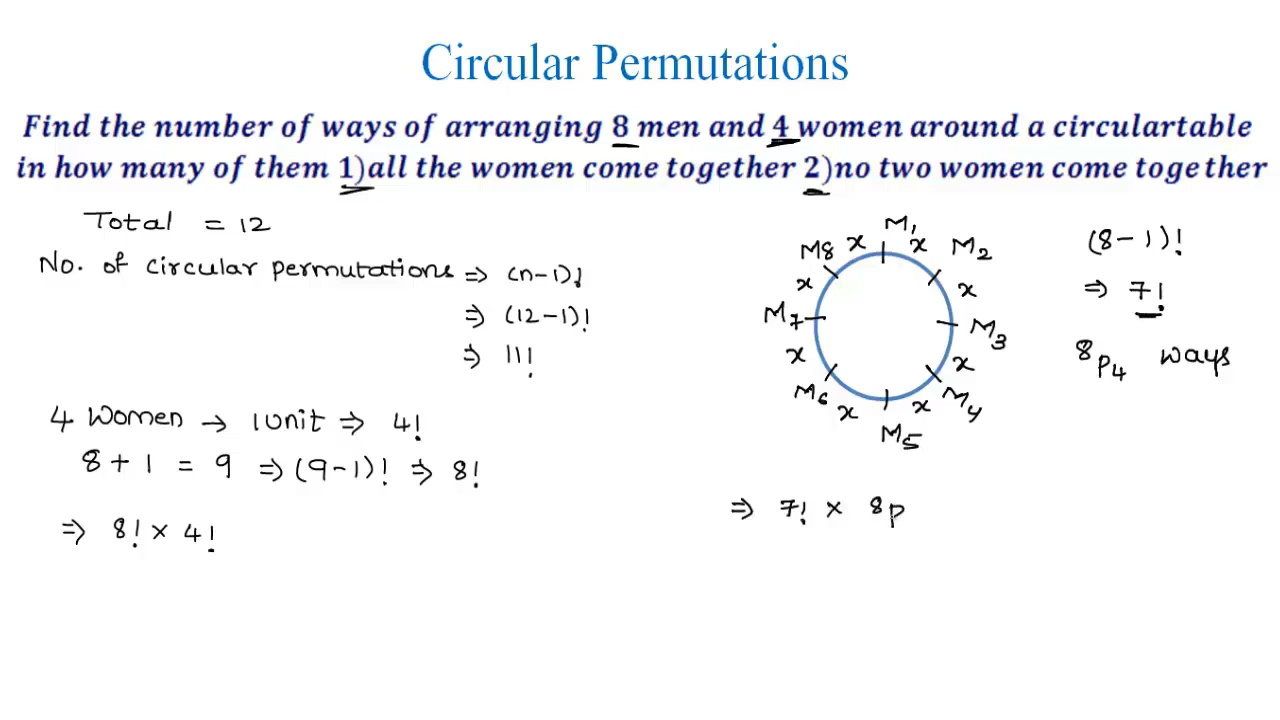 Circular Permutations
Find the number of ways of arranging 8 men and 4 women around a circulartable
in how many of them 1)all the women come together 2)no two women come together
Total = 12
No. of circular permutations ⇒ (n-1)!
⇒ (12-1)!
⇒ 11!
4 Women → 1 Unit ⇒ 4!
8 + 1 = 9 ⇒ (9-1)! ⇒ 8!
⇒ 8! × 4!
M1
M8 x x M2
x x
M7 M3
x x
M6 x x M4
M5
(8-1)!
⇒ 7!
8p4 ways
⇒ 7! × 8p